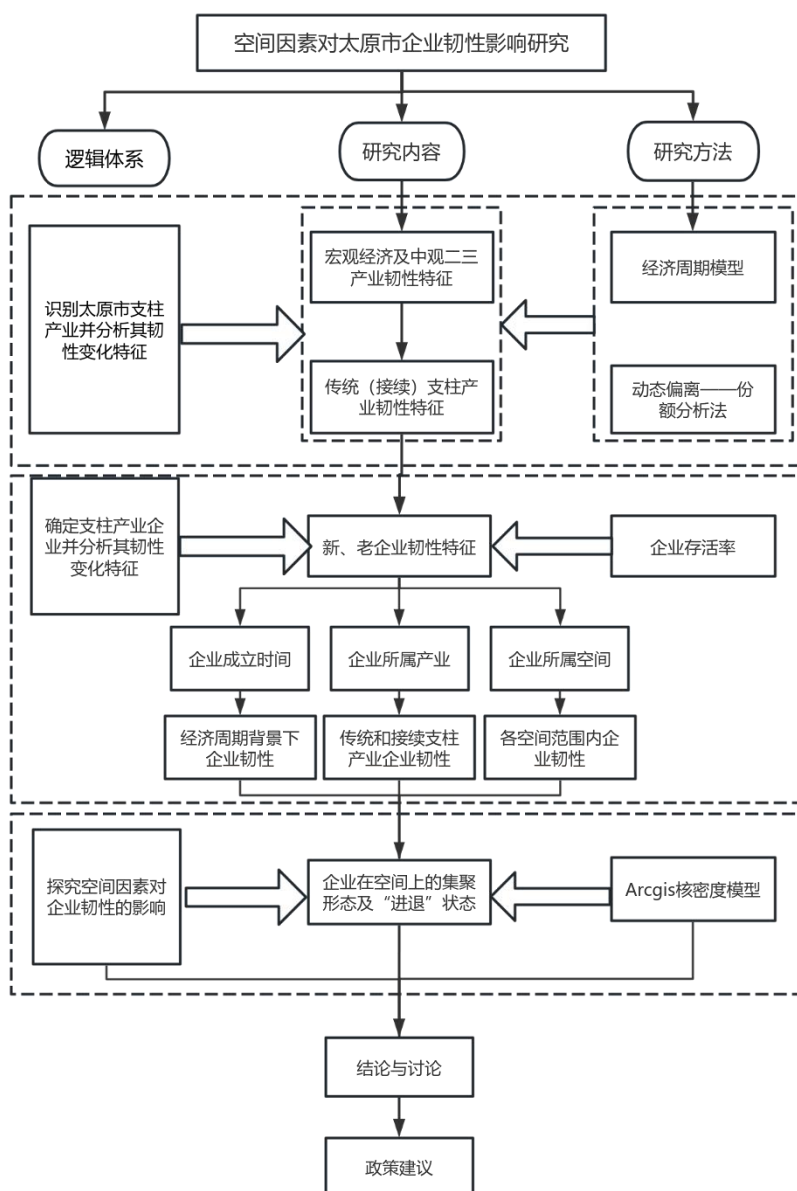 空间因素对太原市企业韧性影响研究
逻辑体系
研究内容
研究方法
识别太原市支柱
产业并分析其韧
性变化特征
宏观经济及中观二三
产业韧性特征
经济周期模型
传统（接续）支柱产
业韧性特征
动态偏离——份
额分析法
确定支柱产业企
业并分析其韧性
变化特征
新、老企业韧性特征
企业存活率
企业成立时间
企业所属产业
企业所属空间
经济周期背景下
企业韧性
传统和接续支柱
产业企业韧性
各空间范围内企
业韧性
探究空间因素对
企业韧性的影响
企业在空间上的集聚
形态及“进退”状态
Arcgis核密度模型
结论与讨论
政策建议